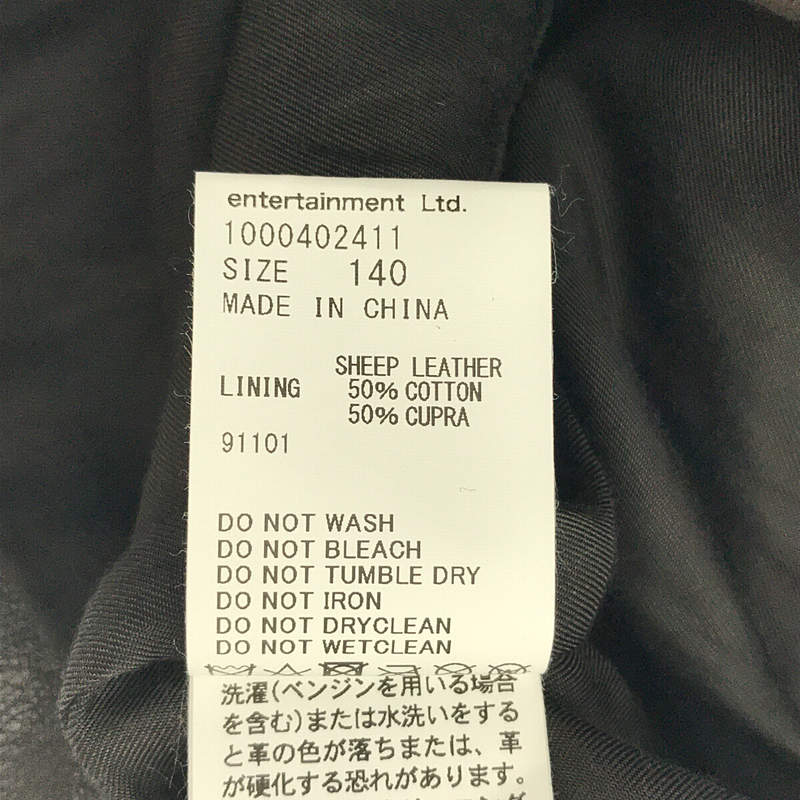 entertainment Ltd.
1000402411
SIZE 140
MADE IN CHINA
SHEEP LEATHER
LINING 50% COTTON
50% CUPRA
91101
DO NOT WASH
DO NOT BLEACH
DO NOT TUMBLE DRY
DO NOT IRON
DO NOT DRYCLEAN
DO NOT WETCLEAN
洗濯(ベンジンを用いる場合
を含む)または水洗いをする
と革の色が落ちまたは、革
が硬化する恐れがあります。